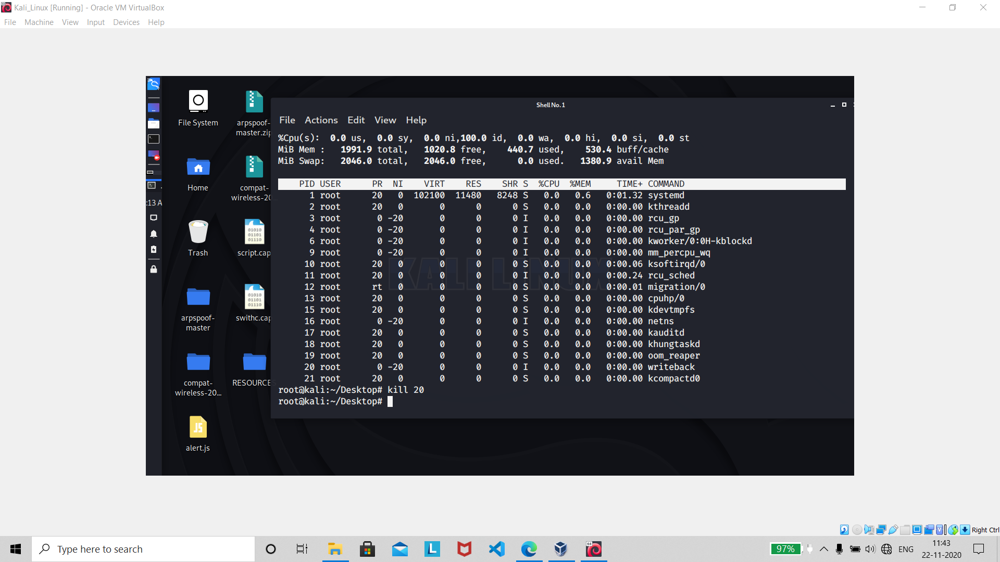 Kali_Linux [Running] - Oracle VM VirtualBox
File Machine View Input Devices Help
File System
arpspoof-
master.zip
Home
compat-
wireless-20...
:13 A
Trash
script.cap
arpspoof-
master
swithc.cap
compat-
wireless-20...
RESOURCES
alert.js
Shell No. 1
File Actions Edit View Help
%Cpu(s):  0.0 us,  0.0 sy,  0.0 ni,100.0 id,  0.0 wa,  0.0 hi,  0.0 si,  0.0 st
MiB Mem :   1991.9 total,   1020.8 free,    440.7 used,    530.4 buff/cache
MiB Swap:   2046.0 total,   2046.0 free,      0.0 used.   1380.9 avail Mem
PID USER      PR  NI    VIRT    RES    SHR S  %CPU  %MEM     TIME+ COMMAND
1 root      20   0  102100  11480   8248 S   0.0   0.6   0:01.32 systemd
2 root      20   0       0      0      0 S   0.0   0.0   0:00.00 kthreadd
3 root       0 -20       0      0      0 I   0.0   0.0   0:00.00 rcu_gp
4 root       0 -20       0      0      0 I   0.0   0.0   0:00.00 rcu_par_gp
6 root       0 -20       0      0      0 I   0.0   0.0   0:00.00 kworker/0:0H-kblockd
9 root       0 -20       0      0      0 I   0.0   0.0   0:00.00 mm_percpu_wq
10 root      20   0       0      0      0 S   0.0   0.0   0:00.06 ksoftirqd/0
11 root      20   0       0      0      0 I   0.0   0.0   0:00.24 rcu_sched
12 root      rt   0       0      0      0 S   0.0   0.0   0:00.01 migration/0
13 root      20   0       0      0      0 S   0.0   0.0   0:00.00 cpuhp/0
15 root      20   0       0      0      0 S   0.0   0.0   0:00.00 kdevtmpfs
16 root       0 -20       0      0      0 I   0.0   0.0   0:00.00 netns
17 root      20   0       0      0      0 S   0.0   0.0   0:00.00 kauditd
18 root      20   0       0      0      0 S   0.0   0.0   0:00.00 khungtaskd
19 root      20   0       0      0      0 S   0.0   0.0   0:00.00 oom_reaper
20 root       0 -20       0      0      0 I   0.0   0.0   0:00.00 writeback
21 root      20   0       0      0      0 S   0.0   0.0   0:00.00 kcompactd0
root@kali:~/Desktop# kill 20
root@kali:~/Desktop#
KALI LINUX
Right Ctrl
Type here to search
97%
ENG
11:43
22-11-2020